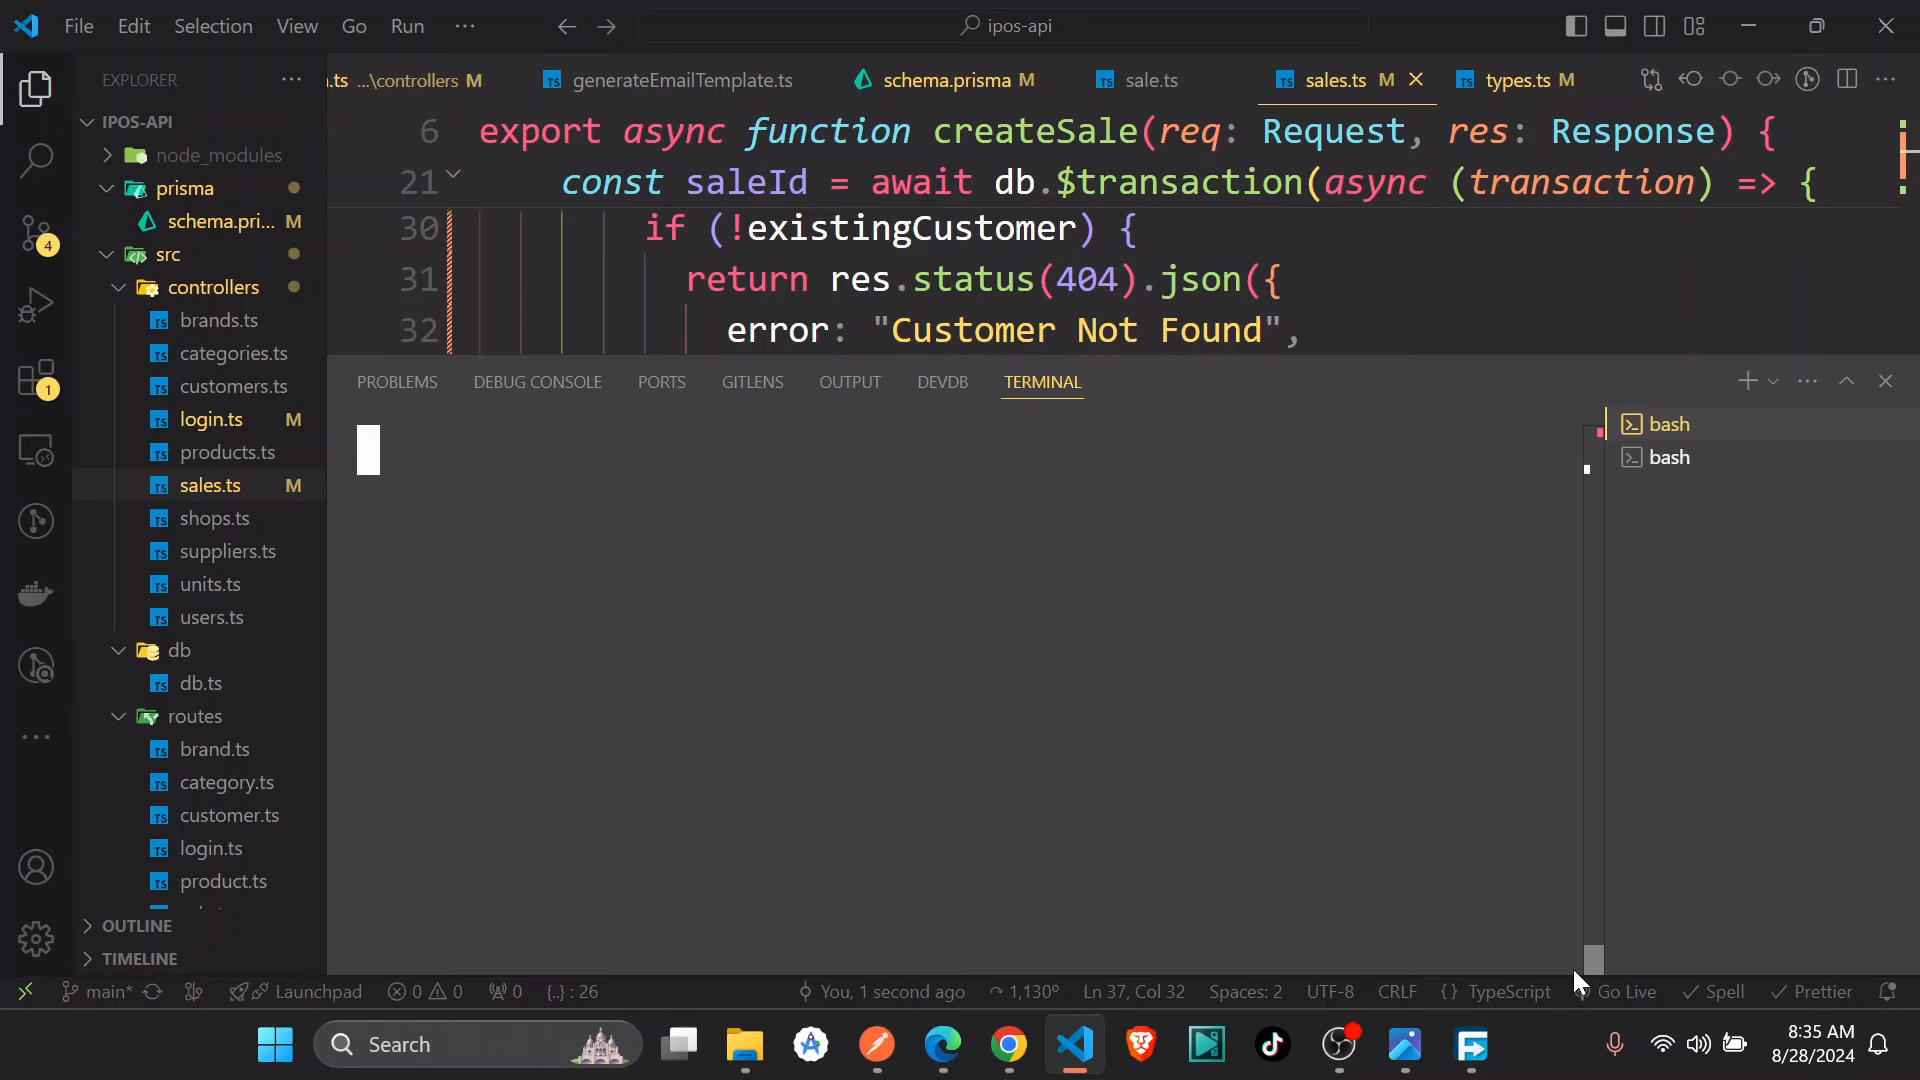 File Edit Selection View Go Run ···
ipos-api
EXPLORER ···
.ts ...\controllers M
generateEmailTemplate.ts
schema.prisma M
sale.ts
sales.ts M
types.ts M
IPOS-API
node_modules
prisma
schema.pri... M
src
controllers
brands.ts
categories.ts
customers.ts
login.ts M
products.ts
sales.ts M
shops.ts
suppliers.ts
units.ts
users.ts
db
db.ts
routes
brand.ts
category.ts
customer.ts
login.ts
product.ts
OUTLINE
TIMELINE
4
1
6 export async function createSale(req: Request, res: Response) {
21 const saleId = await db.$transaction(async (transaction) => {
30 if (!existingCustomer) {
31 return res.status(404).json({
32 error: "Customer Not Found",
PROBLEMS DEBUG CONSOLE PORTS GITLENS OUTPUT DEVDB TERMINAL
bash
bash
main* Launchpad 0 0 0 {..} : 26 You, 1 second ago 1,130º Ln 37, Col 32 Spaces: 2 UTF-8 CRLF {} TypeScript Go Live Spell Prettier
Search
8:35 AM
8/28/2024